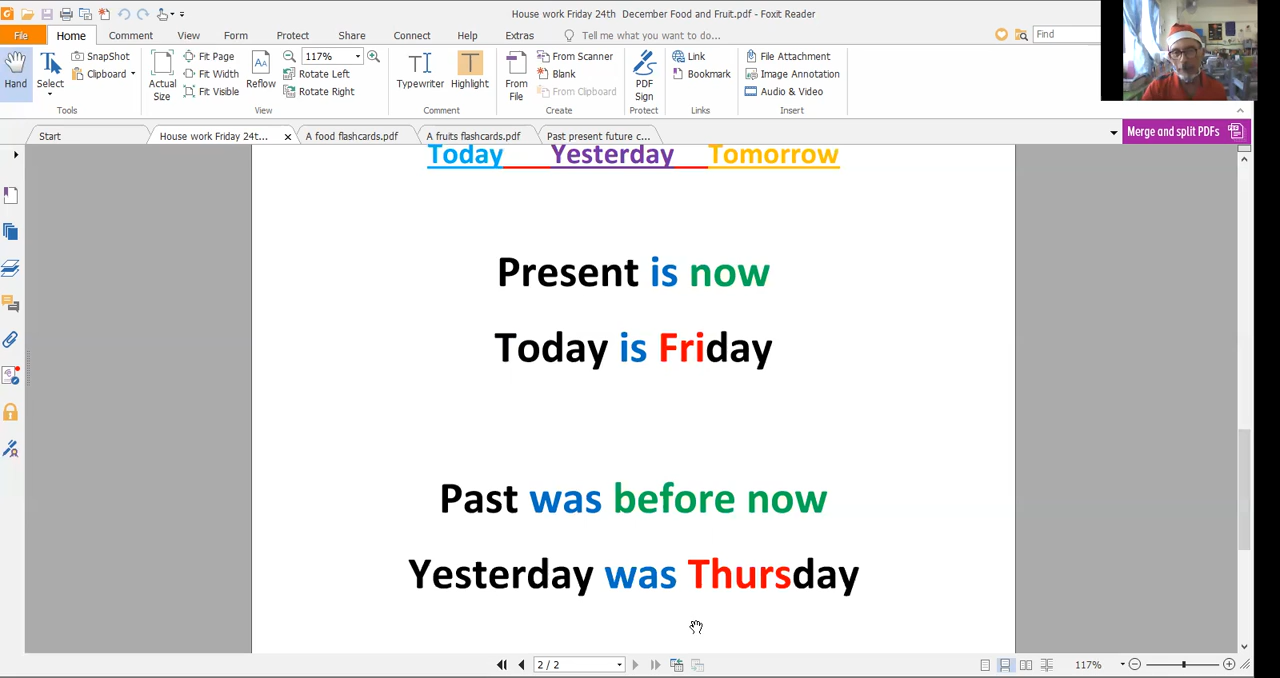 House work Friday 24th December Food and Fruit.pdf - Foxit Reader
File Home Comment View Form Protect Share Connect Help Extras Tell me what you want to do... Find
Hand Select SnapShot Clipboard Actual Size Fit Page Fit Width Fit Visible Reflow 117% Rotate Left Rotate Right Typewriter Highlight From File From Scanner Blank From Clipboard PDF Sign Link Bookmark File Attachment Image Annotation Audio & Video
Tools View Comment Create Protect Links Insert
Start House work Friday 24t... A food flashcards.pdf A fruits flashcards.pdf Past present future c... Merge and split PDFs
Today Yesterday Tomorrow
Present is now
Today is Friday
Past was before now
Yesterday was Thursday
2 / 2 117%